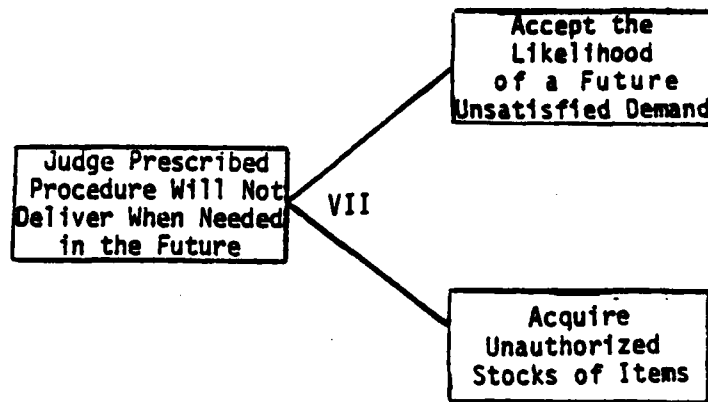 Accept the
Likelihood
of a Future
Unsatisfied Demand
Judge Prescribed
Procedure Will Not
Deliver When Needed
in the Future
VII
Acquire
Unauthorized
Stocks of Items